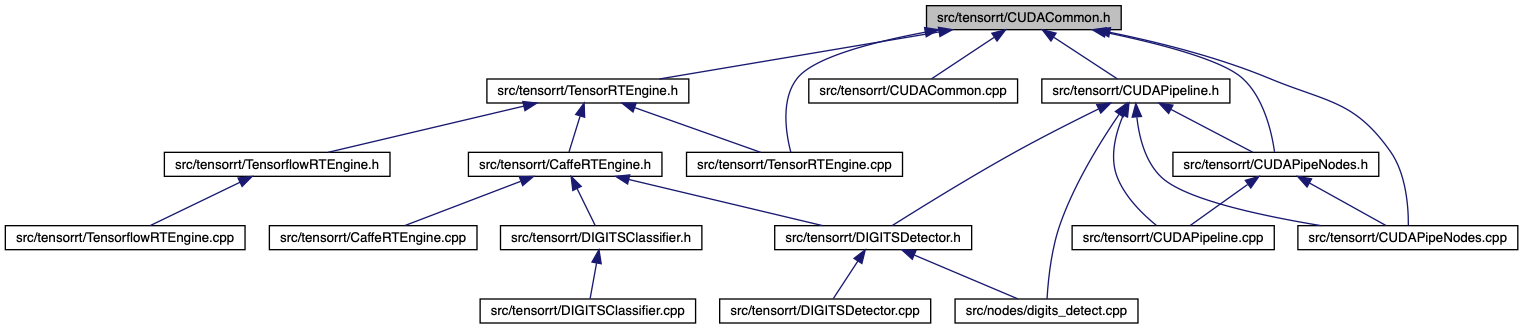 src/tensorrt/CUDACommon.h
src/tensorrt/TensorRTEngine.h
src/tensorrt/CUDACommon.cpp
src/tensorrt/CUDAPipeline.h
src/tensorrt/TensorflowRTEngine.h
src/tensorrt/CaffeRTEngine.h
src/tensorrt/TensorRTEngine.cpp
src/tensorrt/CUDAPipeNodes.h
src/tensorrt/TensorflowRTEngine.cpp
src/tensorrt/CaffeRTEngine.cpp
src/tensorrt/DIGITSClassifier.h
src/tensorrt/DIGITSDetector.h
src/tensorrt/CUDAPipeline.cpp
src/tensorrt/CUDAPipeNodes.cpp
src/tensorrt/DIGITSClassifier.cpp
src/tensorrt/DIGITSDetector.cpp
src/nodes/digits_detect.cpp